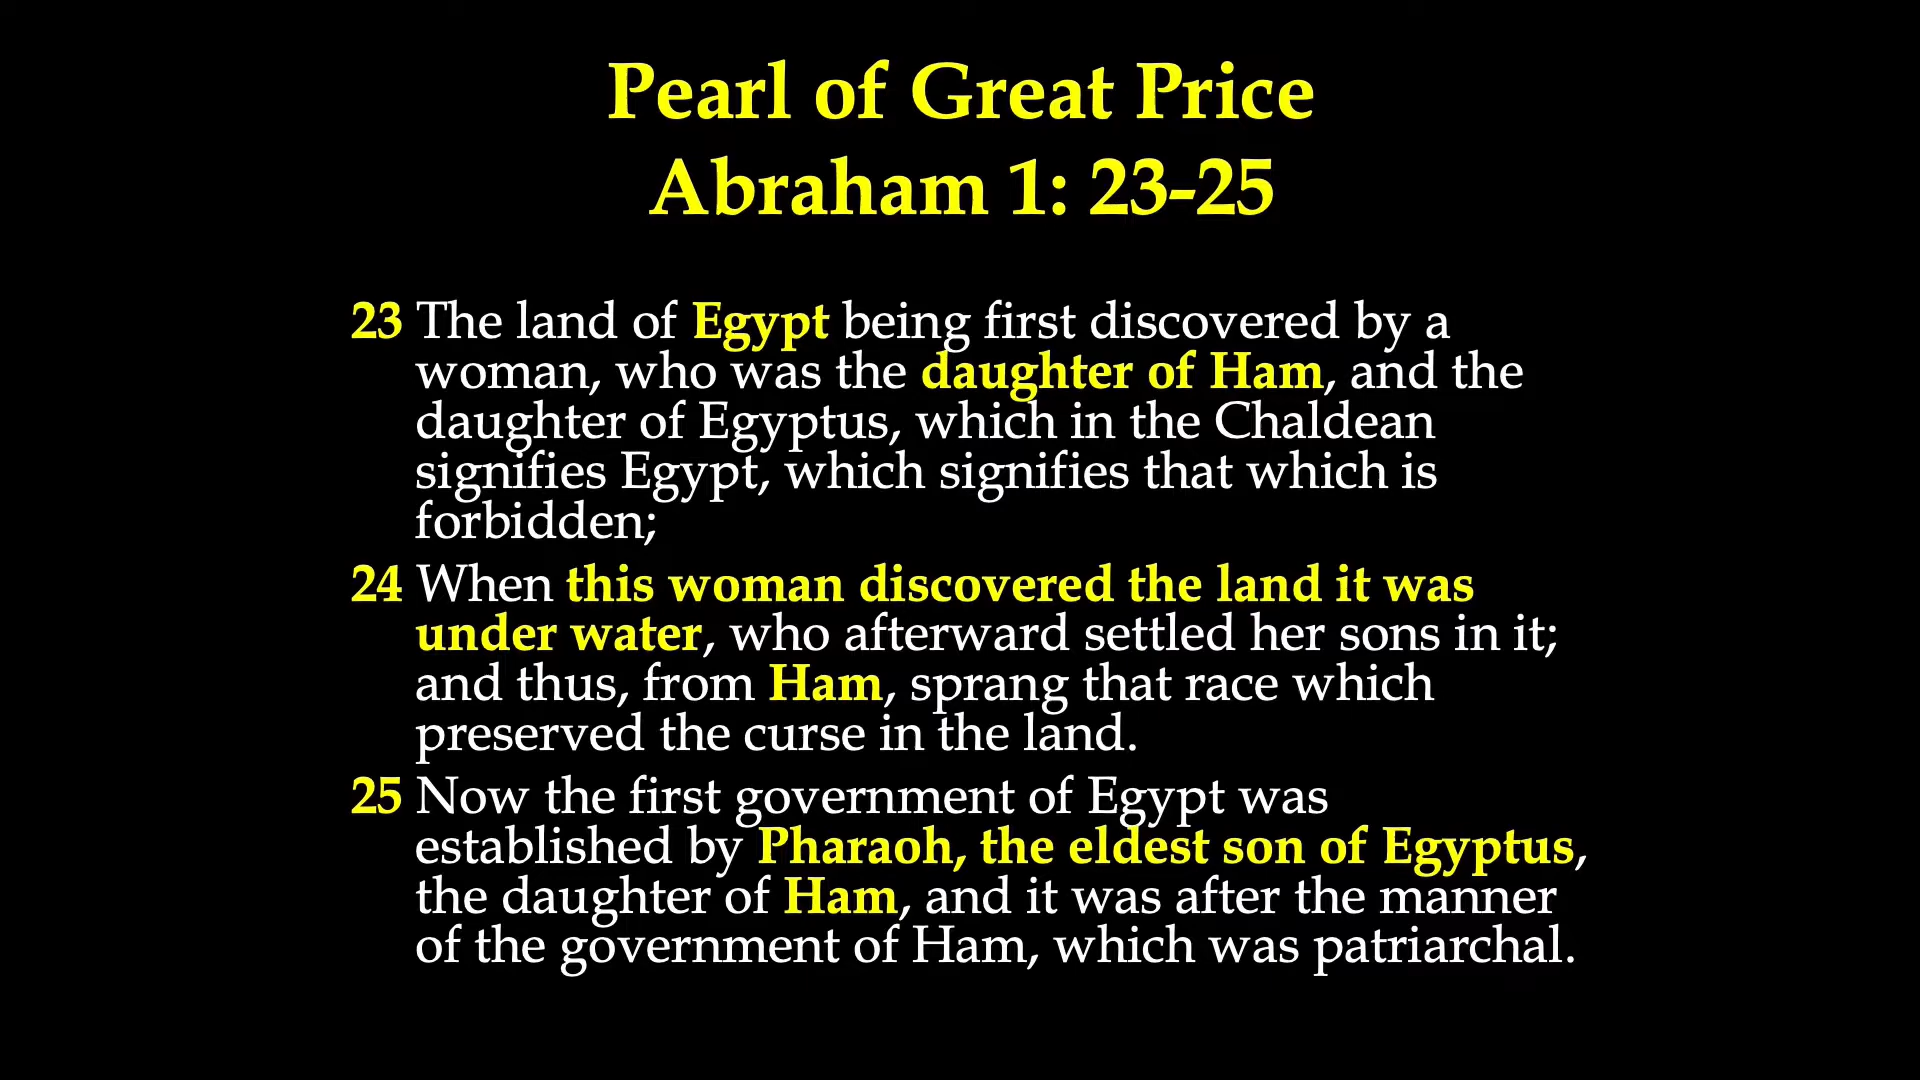 Pearl of Great Price
Abraham 1: 23-25
23 The land of Egypt being first discovered by a
woman, who was the daughter of Ham, and the
daughter of Egyptus, which in the Chaldean
signifies Egypt, which signifies that which is
forbidden;
24 When this woman discovered the land it was
under water, who afterward settled her sons in it;
and thus, from Ham, sprang that race which
preserved the curse in the land.
25 Now the first government of Egypt was
established by Pharaoh, the eldest son of Egyptus,
the daughter of Ham, and it was after the manner
of the government of Ham, which was patriarchal.